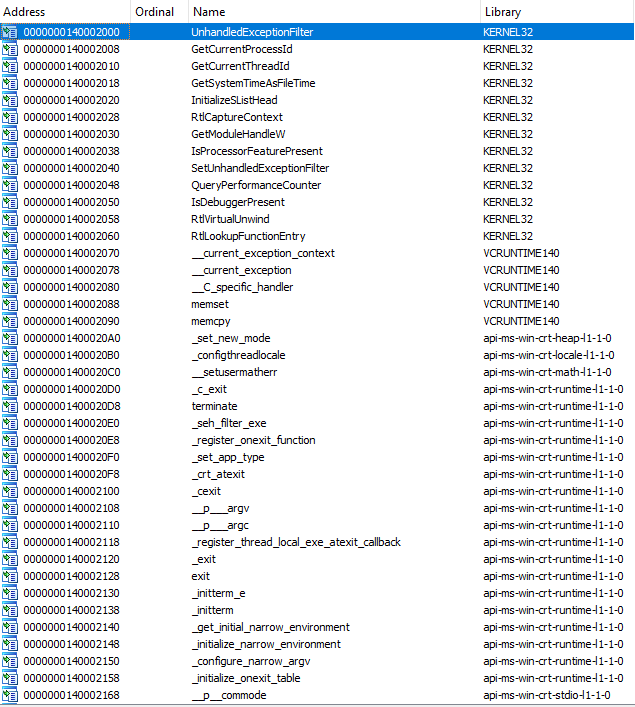 Address Ordinal Name Library
0000000140002000 UnhandledExceptionFilter KERNEL32
0000000140002008 GetCurrentProcessId KERNEL32
0000000140002010 GetCurrentThreadId KERNEL32
0000000140002018 GetSystemTimeAsFileTime KERNEL32
0000000140002020 InitializeSListHead KERNEL32
0000000140002028 RtlCaptureContext KERNEL32
0000000140002030 GetModuleHandleW KERNEL32
0000000140002038 IsProcessorFeaturePresent KERNEL32
0000000140002040 SetUnhandledExceptionFilter KERNEL32
0000000140002048 QueryPerformanceCounter KERNEL32
0000000140002050 IsDebuggerPresent KERNEL32
0000000140002058 RtlVirtualUnwind KERNEL32
0000000140002060 RtlLookupFunctionEntry KERNEL32
0000000140002070 __current_exception_context VCRUNTIME140
0000000140002078 __current_exception VCRUNTIME140
0000000140002080 __C_specific_handler VCRUNTIME140
0000000140002088 memset VCRUNTIME140
0000000140002090 memcpy VCRUNTIME140
00000001400020A0 _set_new_mode api-ms-win-crt-heap-l1-1-0
00000001400020B0 _configthreadlocale api-ms-win-crt-locale-l1-1-0
00000001400020C0 __setusermatherr api-ms-win-crt-math-l1-1-0
00000001400020D0 _c_exit api-ms-win-crt-runtime-l1-1-0
00000001400020D8 terminate api-ms-win-crt-runtime-l1-1-0
00000001400020E0 _seh_filter_exe api-ms-win-crt-runtime-l1-1-0
00000001400020E8 _register_onexit_function api-ms-win-crt-runtime-l1-1-0
00000001400020F0 _set_app_type api-ms-win-crt-runtime-l1-1-0
00000001400020F8 _crt_atexit api-ms-win-crt-runtime-l1-1-0
0000000140002100 _cexit api-ms-win-crt-runtime-l1-1-0
0000000140002108 __p___argv api-ms-win-crt-runtime-l1-1-0
0000000140002110 __p___argc api-ms-win-crt-runtime-l1-1-0
0000000140002118 _register_thread_local_exe_atexit_callback api-ms-win-crt-runtime-l1-1-0
0000000140002120 _exit api-ms-win-crt-runtime-l1-1-0
0000000140002128 exit api-ms-win-crt-runtime-l1-1-0
0000000140002130 _initterm_e api-ms-win-crt-runtime-l1-1-0
0000000140002138 _initterm api-ms-win-crt-runtime-l1-1-0
0000000140002140 _get_initial_narrow_environment api-ms-win-crt-runtime-l1-1-0
0000000140002148 _initialize_narrow_environment api-ms-win-crt-runtime-l1-1-0
0000000140002150 _configure_narrow_argv api-ms-win-crt-runtime-l1-1-0
0000000140002158 _initialize_onexit_table api-ms-win-crt-runtime-l1-1-0
0000000140002168 __p__commode api-ms-win-crt-stdio-l1-1-0